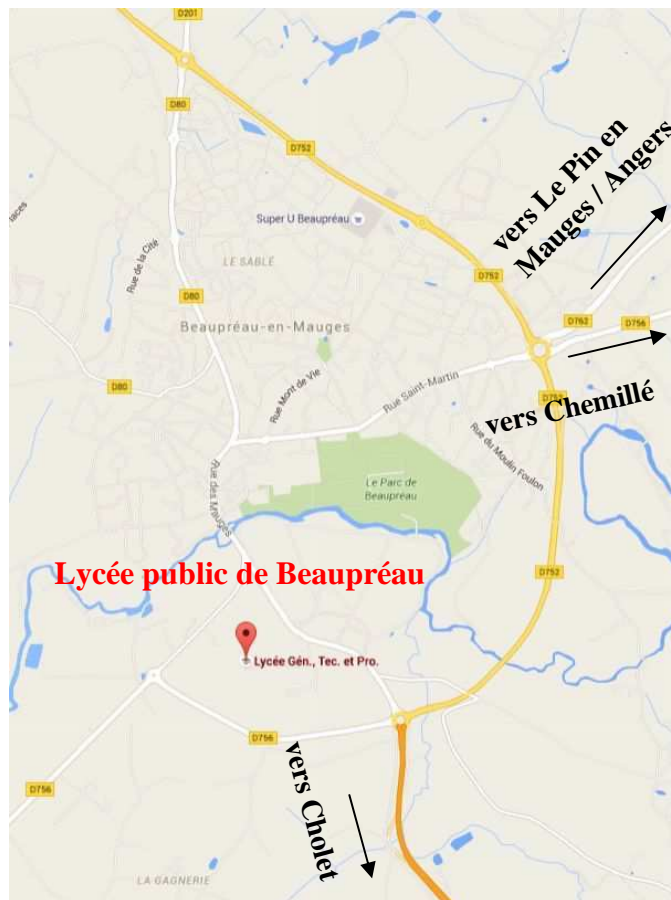 D201
D80
D752
vers Le Pin en
Mauges / Angers
Super U Beaupréau
Rue de la Cité
LE SABLÉ
D752
D80
D762
D756
Beaupréau-en-Mauges
D80
Rue Mont de Vie
Rue Saint-Martin
D752
vers Chemillé
Rue du Moulin Foulon
Rue des Mauges
Le Parc de
Beaupréau
D752
Lycée public de Beaupréau
Lycée Gén., Tec. et Pro.
D756
D756
vers Cholet
LA GAGNERIE